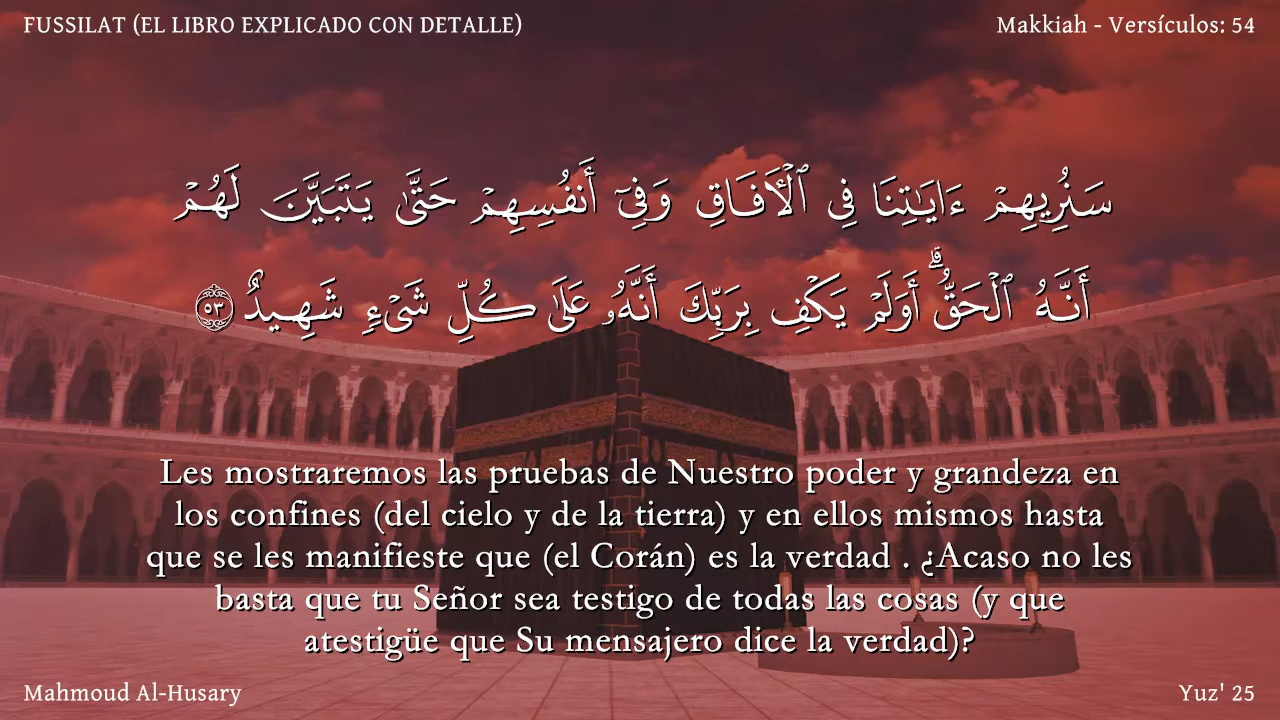 FUSSILAT (EL LIBRO EXPLICADO CON DETALLE)
Makkiah - Versículos: 54
سَنُرِيهِمْ ءَايَـٰتِنَا فِى ٱلْـَٔافَاقِ وَفِىٓ أَنفُسِهِمْ حَتَّىٰ يَتَبَيَّنَ لَهُمْ
أَنَّهُ ٱلْحَقُّ ۗ أَوَلَمْ يَكْفِ بِرَبِّكَ أَنَّهُۥ عَلَىٰ كُلِّ شَىْءٍ شَهِيدٌ ٥٣
Les mostraremos las pruebas de Nuestro poder y grandeza en
los confines (del cielo y de la tierra) y en ellos mismos hasta
que se les manifieste que (el Corán) es la verdad . ¿Acaso no les
basta que tu Señor sea testigo de todas las cosas (y que
atestigüe que Su mensajero dice la verdad)?
Mahmoud Al-Husary
Yuz' 25